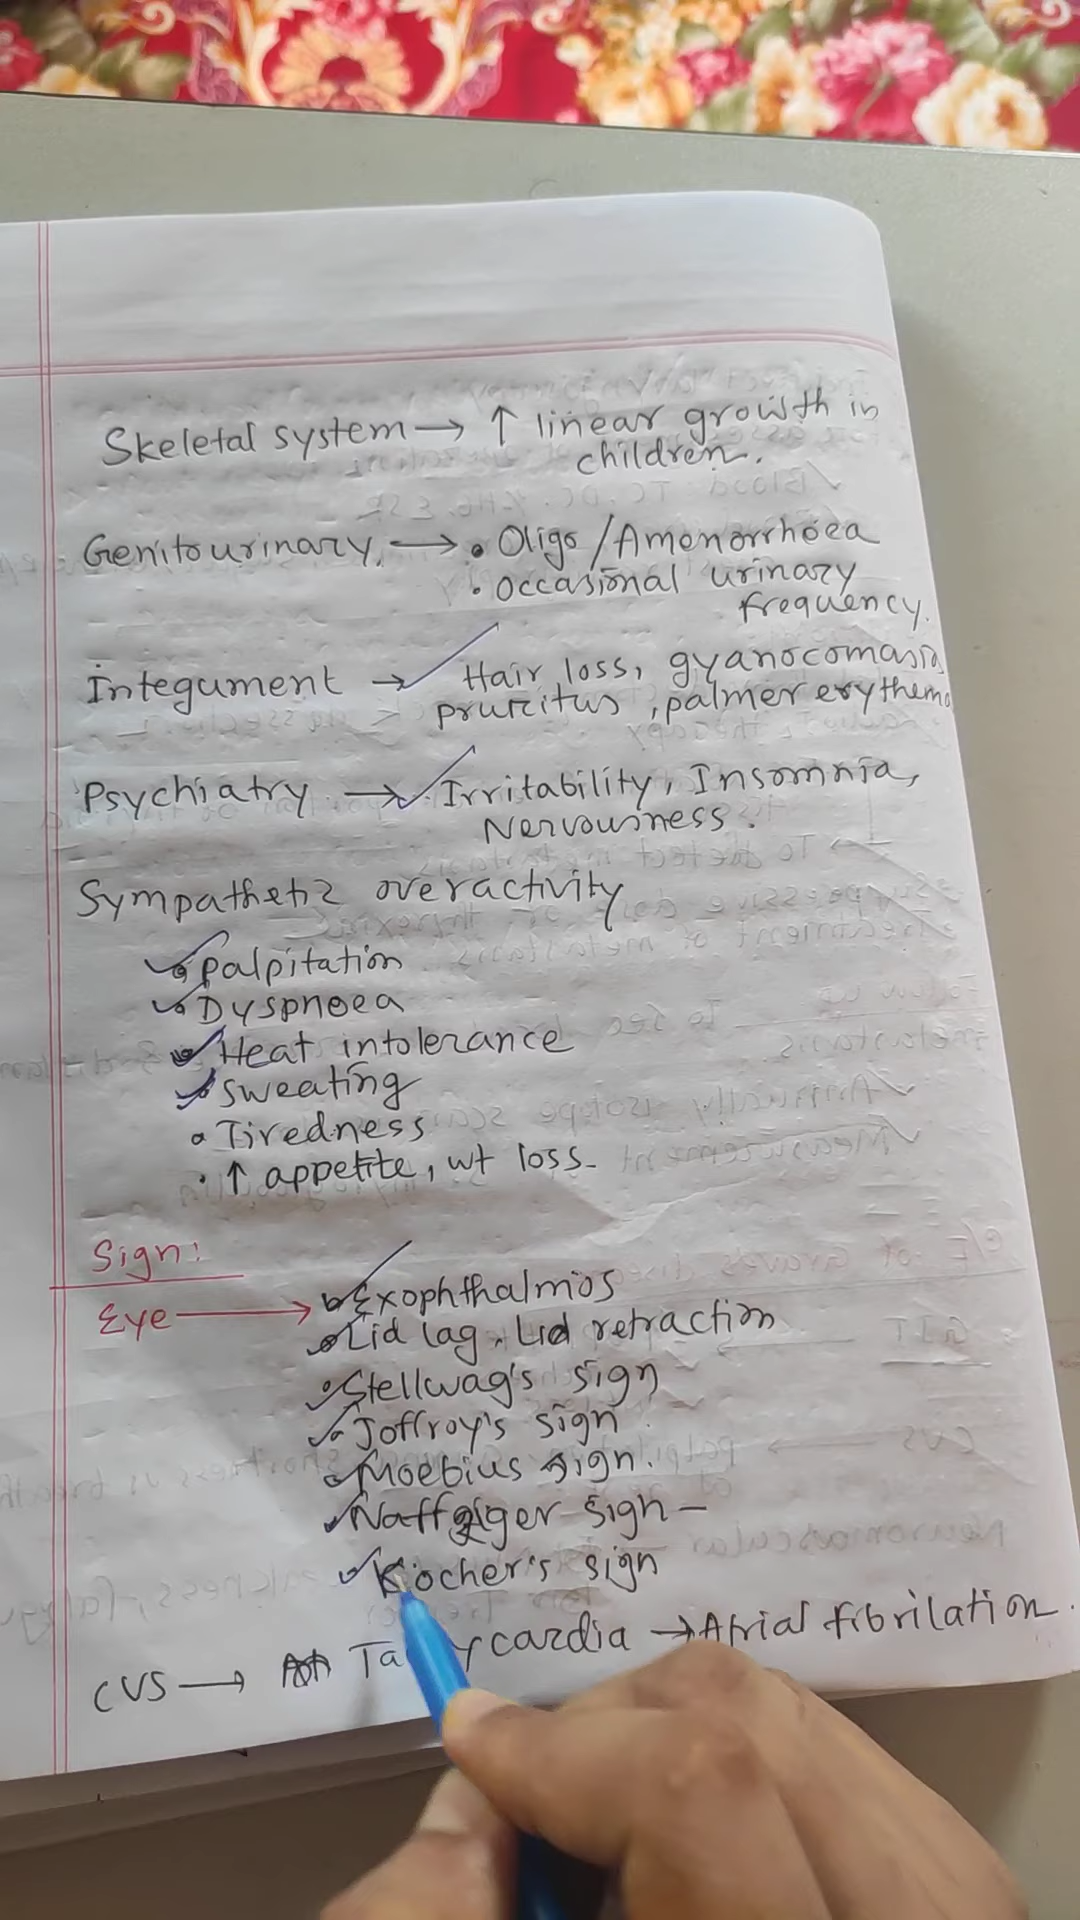 Skeletal system → ↑ linear growth in
children.
Genitourinary. → • Oligo /Amenorrhoea
• occasional urinary
frequency.
Integument → Hair loss, gyanocomasia
pruritus, palmer erythema
Psychiatry → Irritability, Insomnia,
Nervousness.
Sympathetic overactivity
• Palpitation
• Dyspnoea
• Heat intolerance
• Sweating
• Tiredness
• ↑ appetite, wt loss-
Sign:
Eye → • Exophthalmios
• Lid lag, Lid retraction
• Stellwag's sign
• Joffroy's sign
• Moebius sign.
• Naffziger sign -
• Kocher's sign
CVS → cardia → Atrial fibrilation.